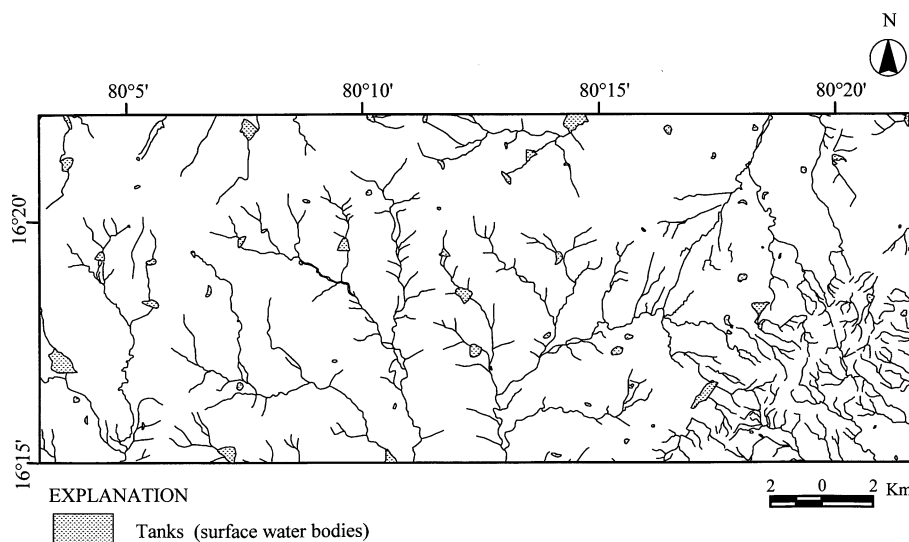 N
80°5' 80°10' 80°15' 80°20'
16°20'
16°15'
EXPLANATION
2 0 2 Km
Tanks (surface water bodies)